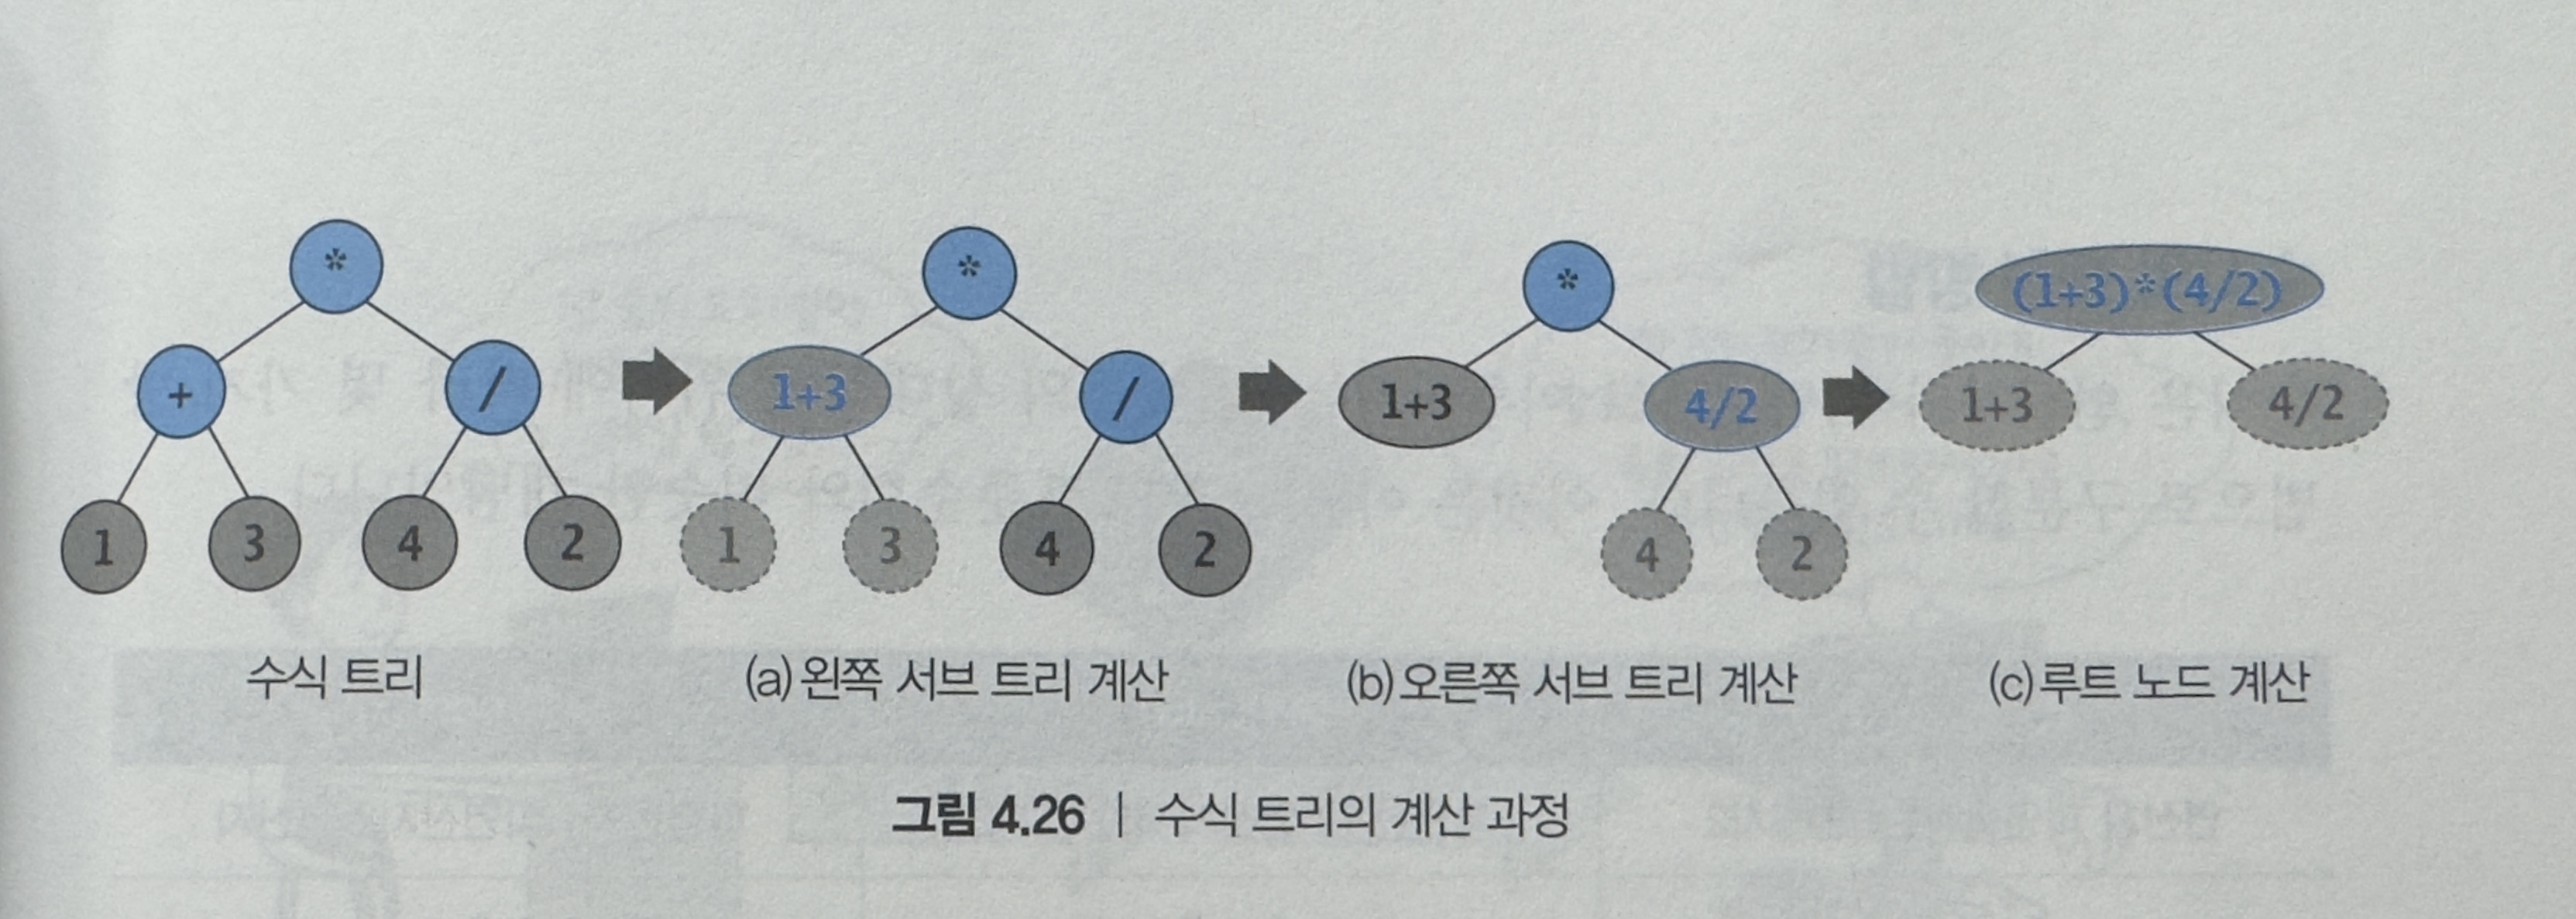 *
+ /
1 3 4 2
수식 트리
*
1+3 /
1 3 4 2
(a) 왼쪽 서브 트리 계산
*
1+3 4/2
4 2
(b) 오른쪽 서브 트리 계산
(1+3)*(4/2)
1+3 4/2
(c) 루트 노드 계산
그림 4.26 | 수식 트리의 계산 과정